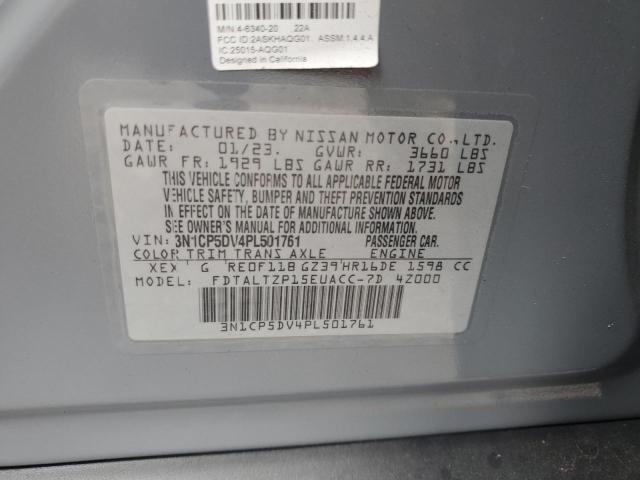 M/N:4-6340-20 22A
FCC ID:2ASKHAQG01 ASSM:1.4.4.A
IC:25015-AQG01
Designed in California
MANUFACTURED BY NISSAN MOTOR CO.,LTD.
DATE: 01/23. GVWR: 3660 LBS
GAWR FR: 1929 LBS GAWR RR: 1731 LBS
THIS VEHICLE CONFORMS TO ALL APPLICABLE FEDERAL MOTOR
VEHICLE SAFETY, BUMPER AND THEFT PREVENTION STANDARDS
IN EFFECT ON THE DATE OF MANUFACTURE SHOWN ABOVE.
SEE OWNER'S MANUAL FOR ADDITIONAL INFORMATION.
VIN: 3N1CP5DV4PL501761 PASSENGER CAR.
COLOR TRIM TRANS AXLE ENGINE
XEX G RE0F11B GZ39 HR16DE 1598 CC
MODEL: FDTALTZP15EUACC-7D 4Z000
3N1CP5DV4PL501761